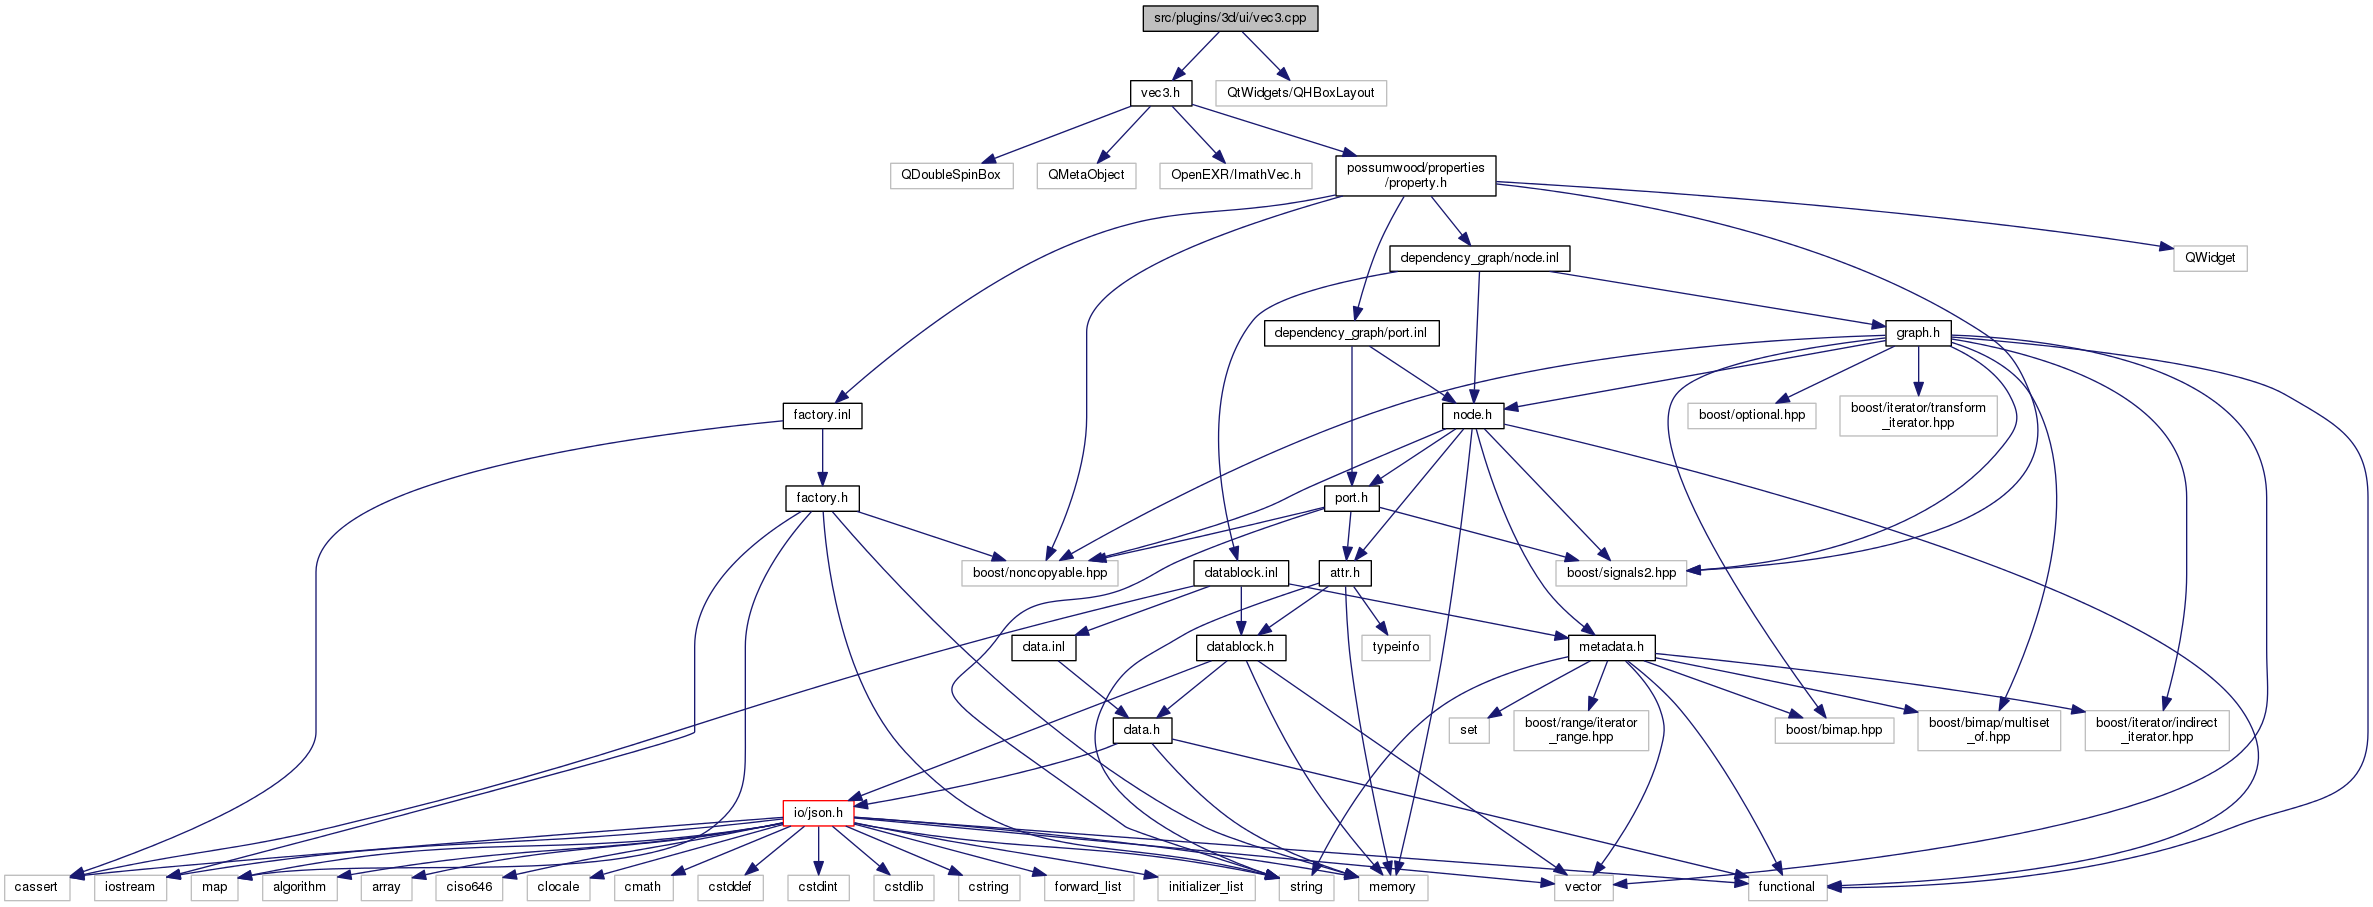 src/plugins/3d/ui/vec3.cpp
vec3.h
QtWidgets/QHBoxLayout
QDoubleSpinBox
QMetaObject
OpenEXR/ImathVec.h
possumwood/properties
/property.h
dependency_graph/node.inl
QWidget
dependency_graph/port.inl
graph.h
factory.inl
node.h
boost/optional.hpp
boost/iterator/transform
_iterator.hpp
factory.h
port.h
boost/noncopyable.hpp
datablock.inl
attr.h
boost/signals2.hpp
data.inl
datablock.h
typeinfo
metadata.h
data.h
set
boost/range/iterator
_range.hpp
boost/bimap.hpp
boost/bimap/multiset
_of.hpp
boost/iterator/indirect
_iterator.hpp
io/json.h
cassert
iostream
map
algorithm
array
ciso646
clocale
cmath
cstddef
cstdint
cstdlib
cstring
forward_list
initializer_list
string
memory
vector
functional